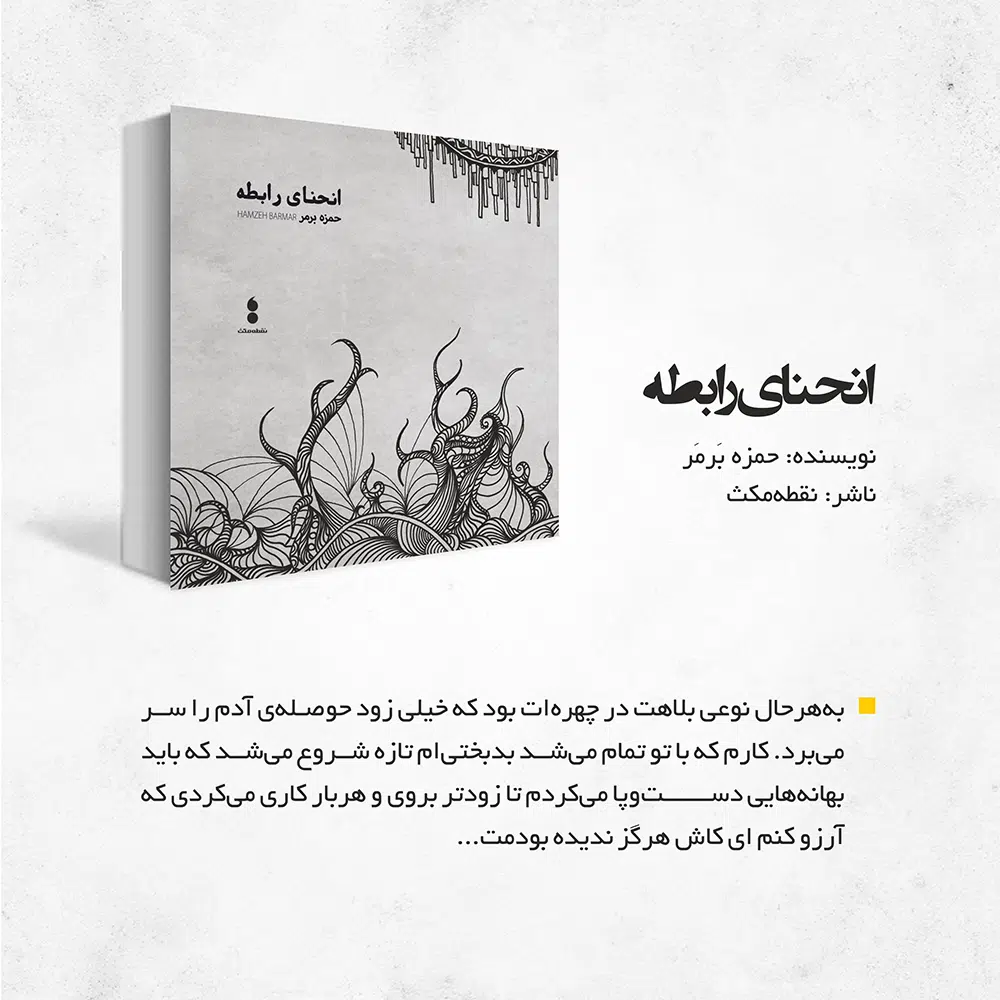 انحنای رابطه
حمزه برمر HAMZEH BARMAR
نقطه‌مکث
انحنای رابطه
نویسنده: حمزه بَرمَر
ناشر: نقطه‌مکث
به‌هرحال نوعی بلاهت در چهره‌ات بود که خیلی زود حوصله‌ی آدم را سر
می‌برد. کارم که با تو تمام می‌شد بدبختی‌ام تازه شروع می‌شد که باید
بهانه‌هایی دست‌وپا می‌کردم تا زودتر بروی و هربار کاری می‌کردی که
آرزو کنم ای کاش هرگز ندیده بودمت...